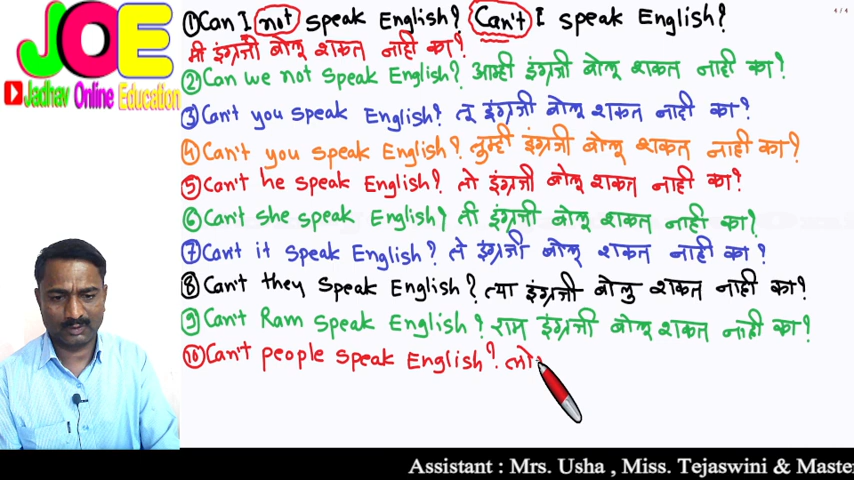 4 / 4
JOE
Jadhav Online Education
①Can I not speak English? Can't I speak English?
मी इंग्रजी बोलू शकत नाही का?
②Can we not speak English? आम्ही इंग्रजी बोलू शकत नाही का?
③Can't you speak English? तू इंग्रजी बोलू शकत नाही का?
④Can't you speak English? तुम्ही इंग्रजी बोलू शकत नाही का?
⑤Can't he speak English? तो इंग्रजी बोलू शकत नाही का?
⑥Can't she speak English? ती इंग्रजी बोलू शकत नाही का?
⑦Can't it speak English? ते इंग्रजी बोलू शकत नाही का?
⑧Can't they speak English? त्या इंग्रजी बोलु शकत नाही का?
⑨Can't Ram speak English? राम इंग्रजी बोलू शकत नाही का?
⑩Can't people speak English? लो
Assistant : Mrs. Usha , Miss. Tejaswini & Maste